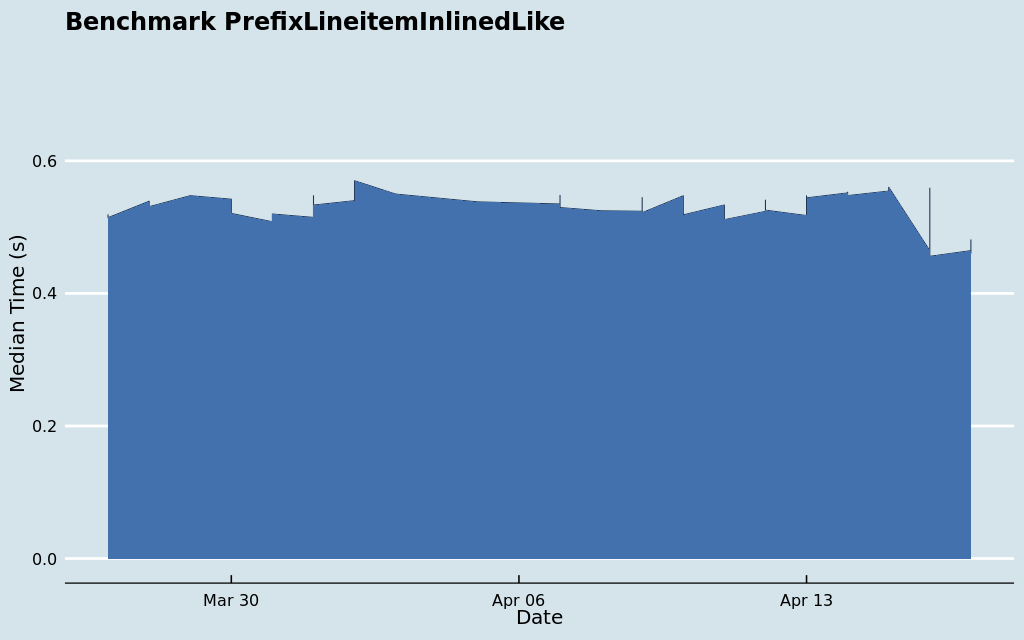 Benchmark PrefixLineitemInlinedLike
Median Time (s)
0.6
0.4
0.2
0.0
Mar 30
Apr 06
Apr 13
Date